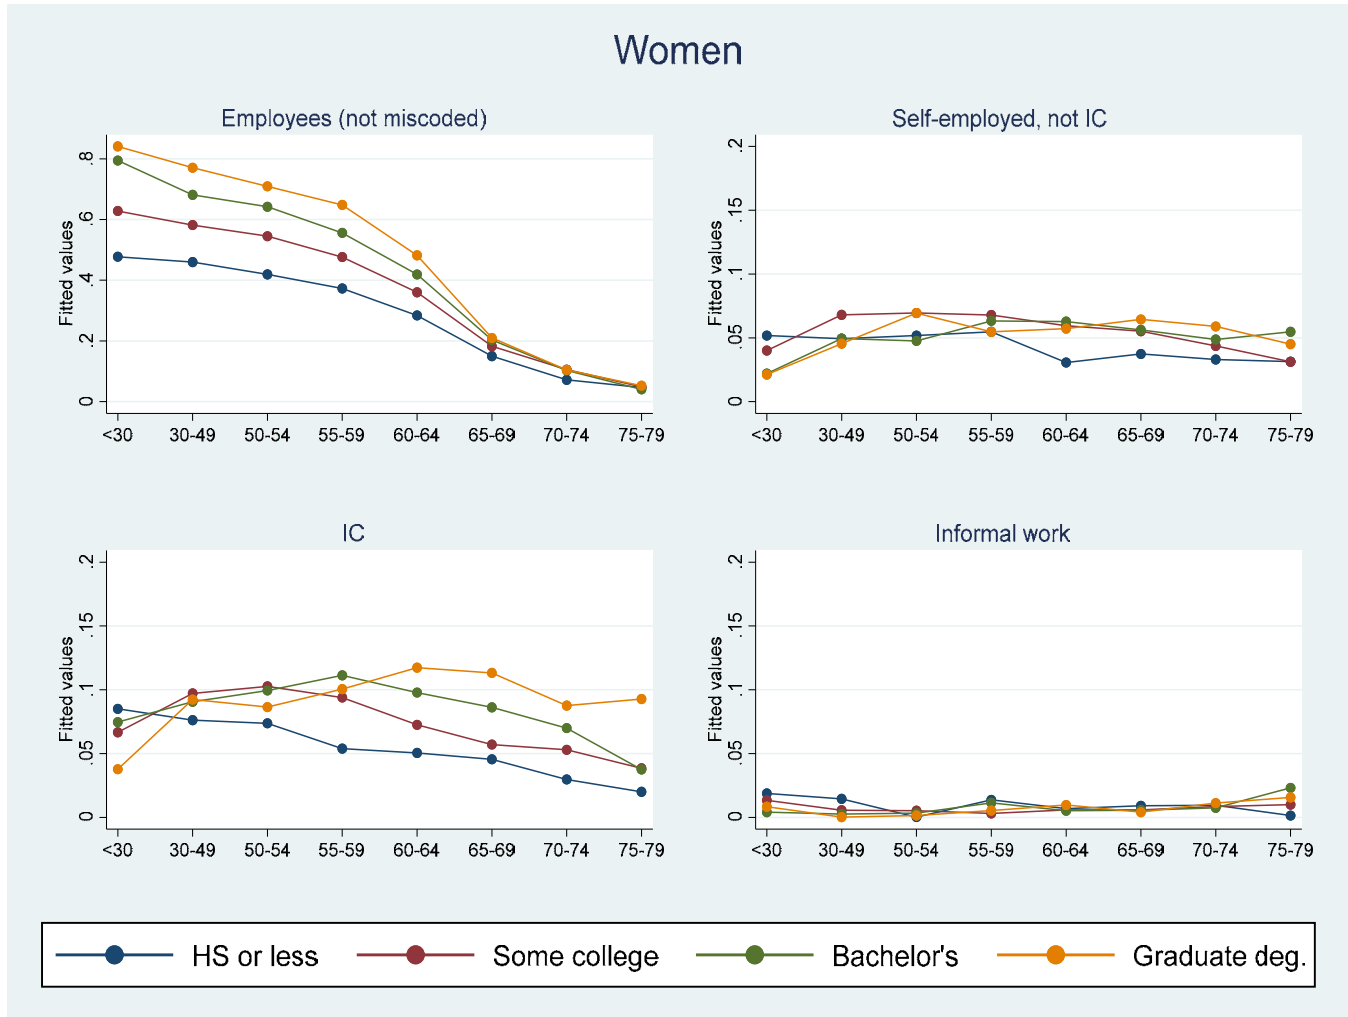 Women
Employees (not miscoded)
Fitted values
.8
.6
.4
.2
0
<30 30-49 50-54 55-59 60-64 65-69 70-74 75-79
Self-employed, not IC
Fitted values
.2
.15
.1
.05
0
<30 30-49 50-54 55-59 60-64 65-69 70-74 75-79
IC
Fitted values
.2
.15
.1
.05
0
<30 30-49 50-54 55-59 60-64 65-69 70-74 75-79
Informal work
Fitted values
.2
.15
.1
.05
0
<30 30-49 50-54 55-59 60-64 65-69 70-74 75-79
HS or less Some college Bachelor's Graduate deg.